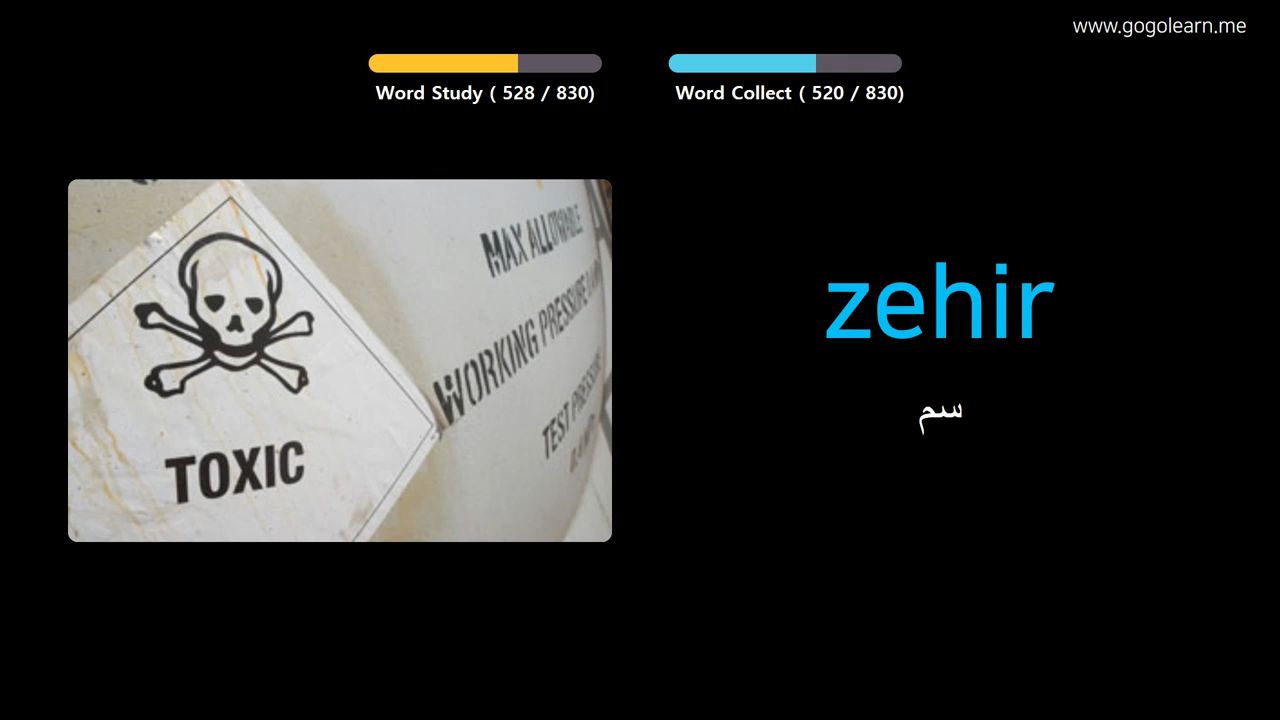 www.gogolearn.me
Word Study ( 528 / 830)
Word Collect ( 520 / 830)
MAX ALLOWABLE
WORKING PRESSURE
TEST
TOXIC
zehir
سم